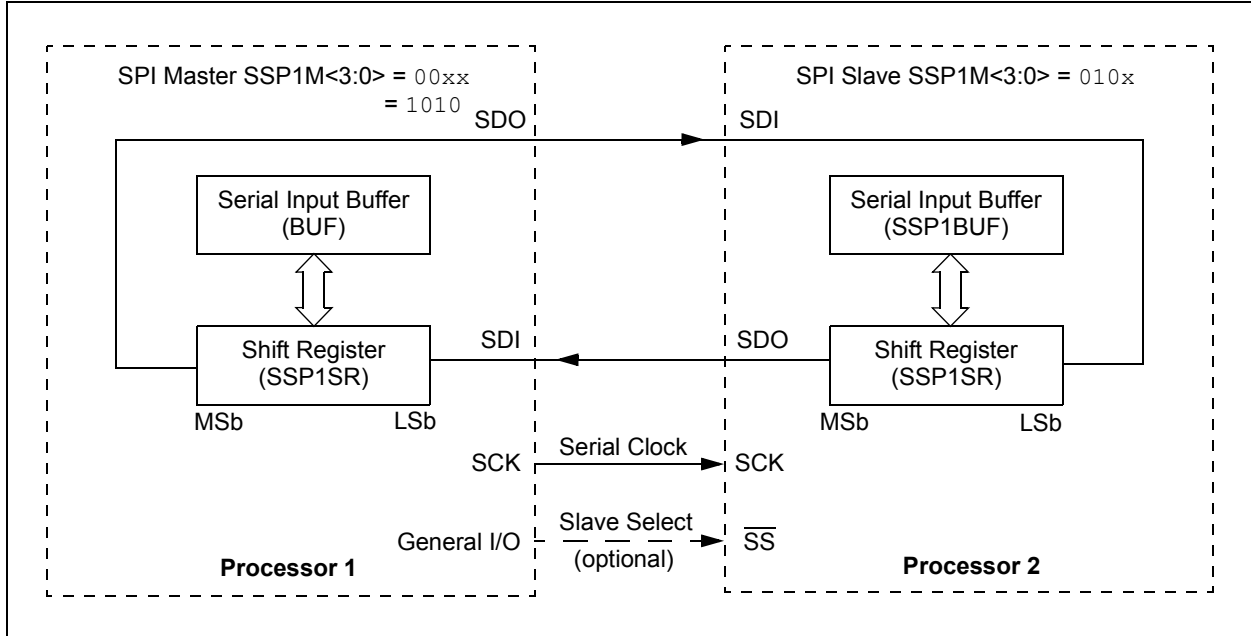 SPI Master SSP1M<3:0> = 00xx
= 1010
SDO
Serial Input Buffer
(BUF)
Shift Register
(SSP1SR)
MSb
LSb
SDI
SCK
General I/O
Processor 1
Serial Clock
Slave Select
(optional)
SPI Slave SSP1M<3:0> = 010x
SDI
Serial Input Buffer
(SSP1BUF)
SDO
Shift Register
(SSP1SR)
MSb
LSb
SCK
SS
Processor 2